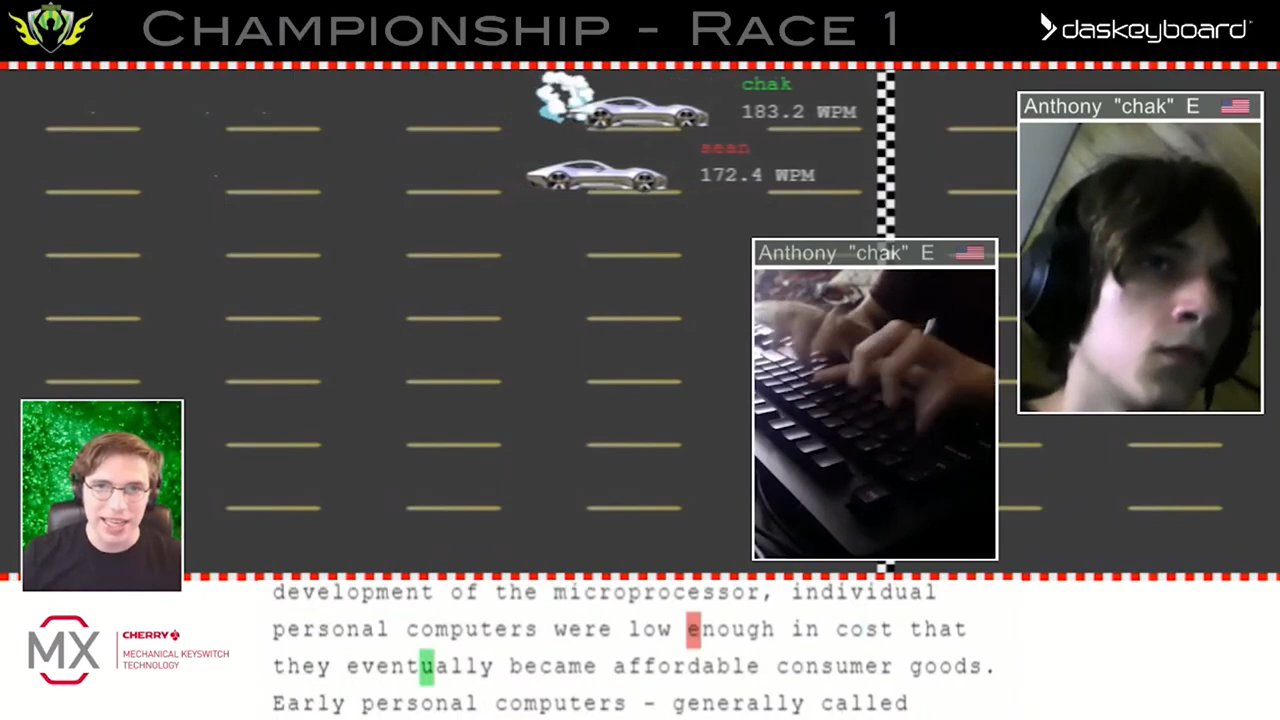 CHAMPIONSHIP - RACE 1
daskeyboard
chak
183.2 WPM
sean
172.4 WPM
Anthony "chak" E
Anthony "chak" E
MX
CHERRY
MECHANICAL KEYSWITCH
TECHNOLOGY
development of the microprocessor, individual
personal computers were low enough in cost that
they eventually became affordable consumer goods.
Early personal computers - generally called